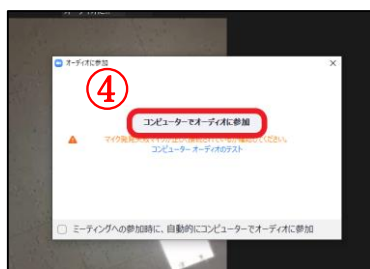 オーディオに参加
④
コンピューターでオーディオに参加
コンピューター オーディオのテスト
ミーティングへの参加時に、自動的にコンピューターでオーディオに参加